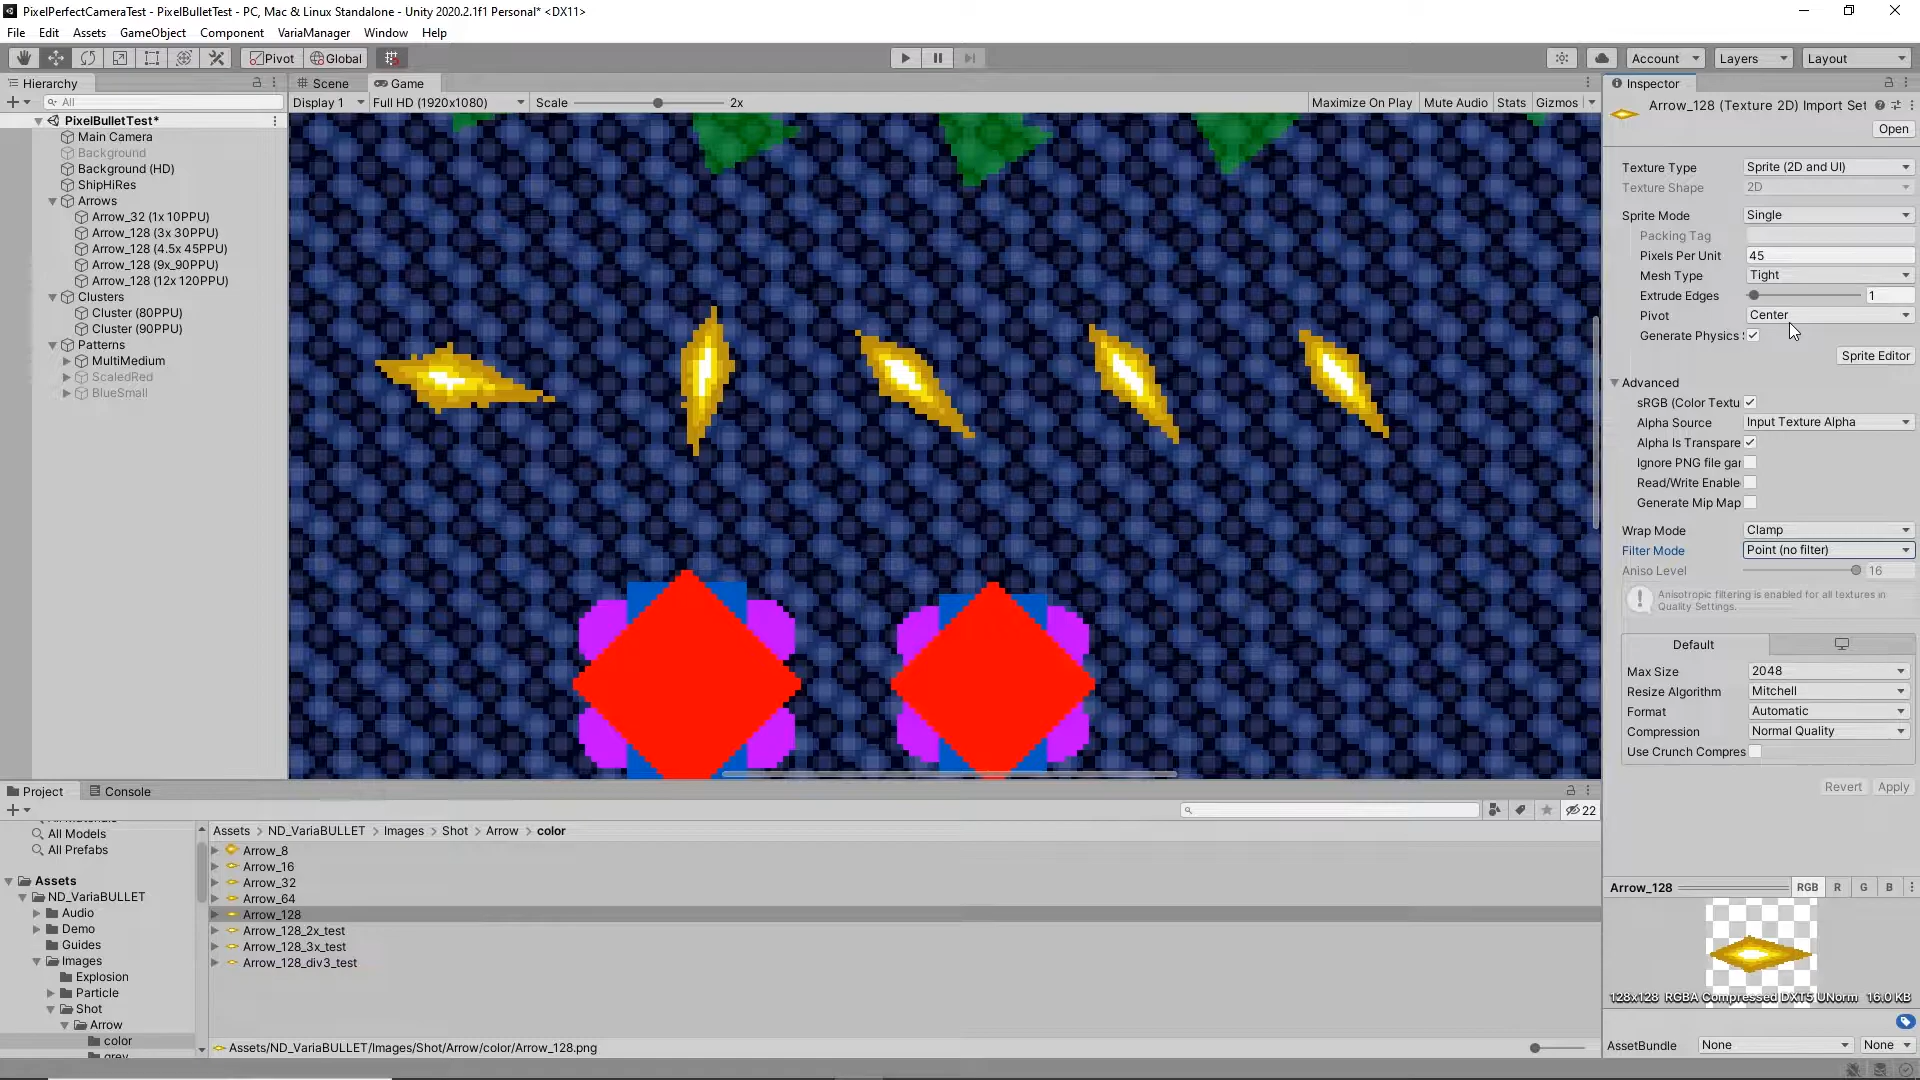 PixelPerfectCameraTest - PixelBulletTest - PC, Mac & Linux Standalone - Unity 2020.2.1f1 Personal* <DX11>
File Edit Assets GameObject Component VariaManager Window Help
Pivot Global Account Layers Layout
Hierarchy
All
PixelBulletTest*
Main Camera
Background
Background (HD)
ShipHiRes
Arrows
Arrow_32 (1x 10PPU)
Arrow_128 (3x 30PPU)
Arrow_128 (4.5x 45PPU)
Arrow_128 (9x_90PPU)
Arrow_128 (12x 120PPU)
Clusters
Cluster (80PPU)
Cluster (90PPU)
Patterns
MultiMedium
ScaledRed
BlueSmall
Scene Game
Display 1 Full HD (1920x1080) Scale 2x Maximize On Play Mute Audio Stats Gizmos
Inspector
Arrow_128 (Texture 2D) Import Set
Open
Texture Type Sprite (2D and UI)
Texture Shape 2D
Sprite Mode Single
Packing Tag
Pixels Per Unit 45
Mesh Type Tight
Extrude Edges 1
Pivot Center
Generate Physics
Sprite Editor
Advanced
sRGB (Color Textu
Alpha Source Input Texture Alpha
Alpha Is Transpare
Ignore PNG file gar
Read/Write Enable
Generate Mip Map
Wrap Mode Clamp
Filter Mode Point (no filter)
Aniso Level 16
Anisotropic filtering is enabled for all textures in
Quality Settings.
Default
Max Size 2048
Resize Algorithm Mitchell
Format Automatic
Compression Normal Quality
Use Crunch Compres
Revert Apply
Arrow_128 RGB R G B
128x128 RGBA Compressed DXT5 UNorm 16.0 KB
AssetBundle None None
Project Console
22
All Models
All Prefabs
Assets
ND_VariaBULLET
Audio
Demo
Guides
Images
Explosion
Particle
Shot
Arrow
color
Assets > ND_VariaBULLET > Images > Shot > Arrow > color
Arrow_8
Arrow_16
Arrow_32
Arrow_64
Arrow_128
Arrow_128_2x_test
Arrow_128_3x_test
Arrow_128_div3_test
Assets/ND_VariaBULLET/Images/Shot/Arrow/color/Arrow_128.png